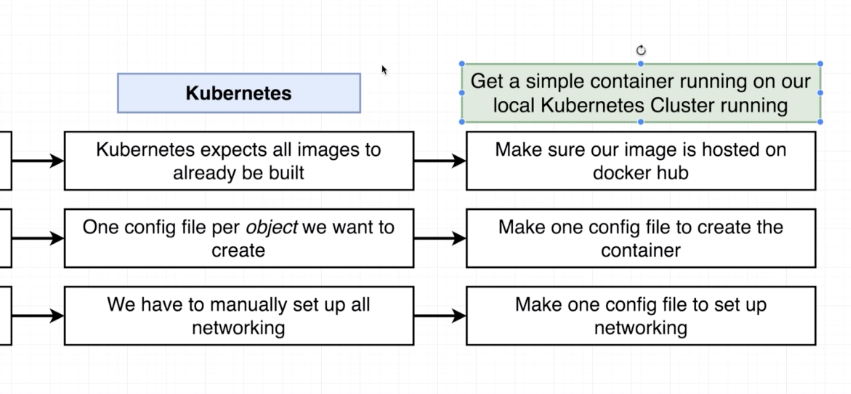 Kubernetes
Get a simple container running on our
local Kubernetes Cluster running
Kubernetes expects all images to
already be built
Make sure our image is hosted on
docker hub
One config file per object we want to
create
Make one config file to create the
container
We have to manually set up all
networking
Make one config file to set up
networking